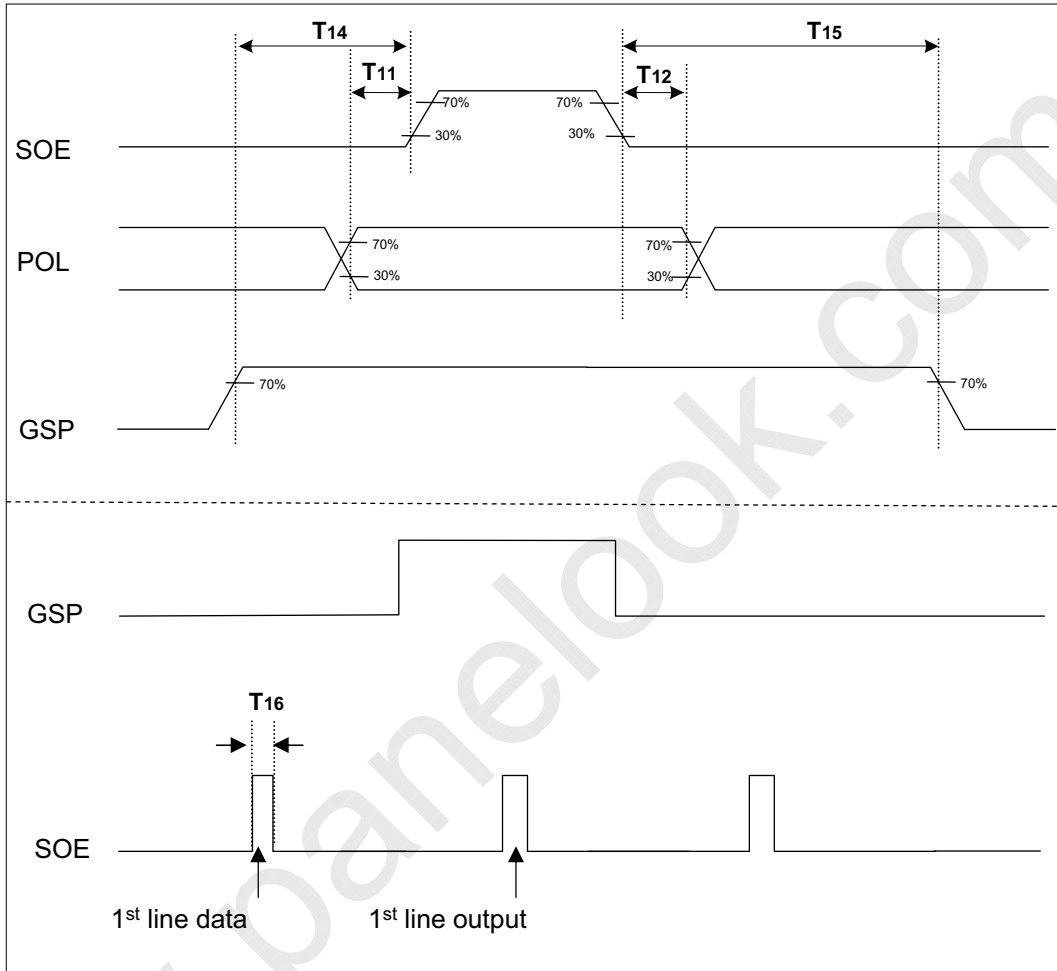 T14
T15
T11
T12
70%
70%
30%
30%
SOE
70%
70%
POL
30%
30%
70%
70%
GSP
GSP
T16
SOE
1st line data
1st line output
panelook.com